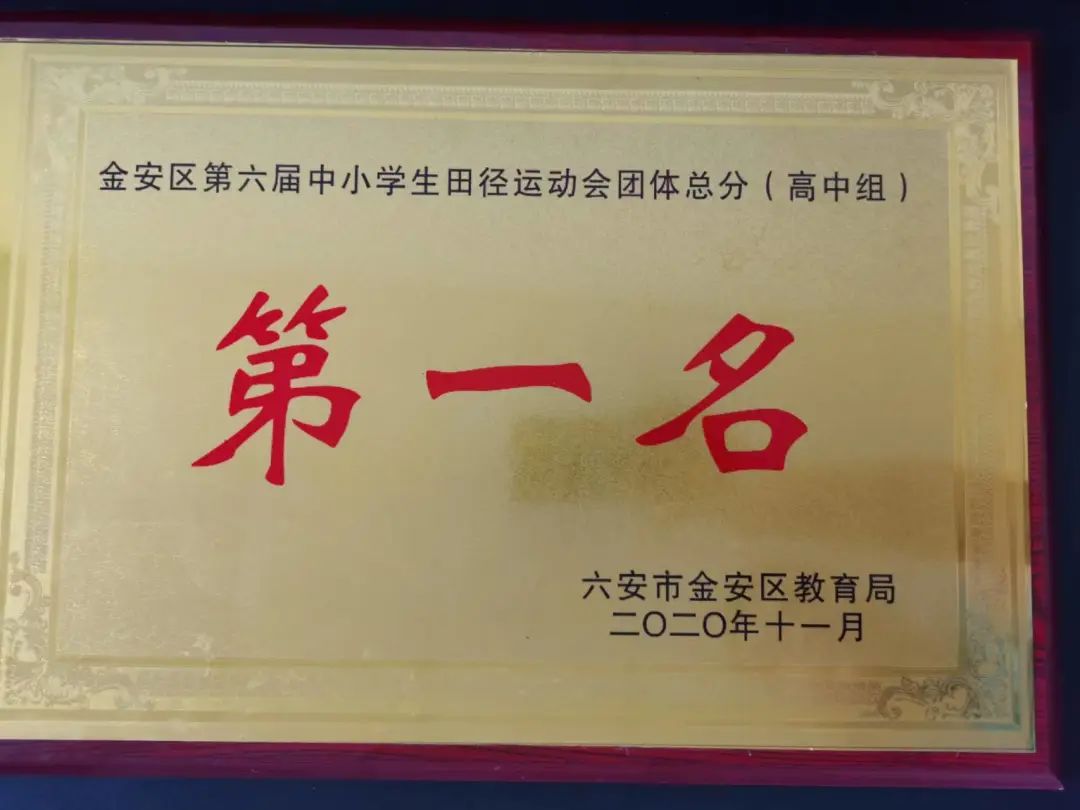 金安区第六届中小学生田径运动会团体总分（高中组）
第一名
六安市金安区教育局
二〇二〇年十一月